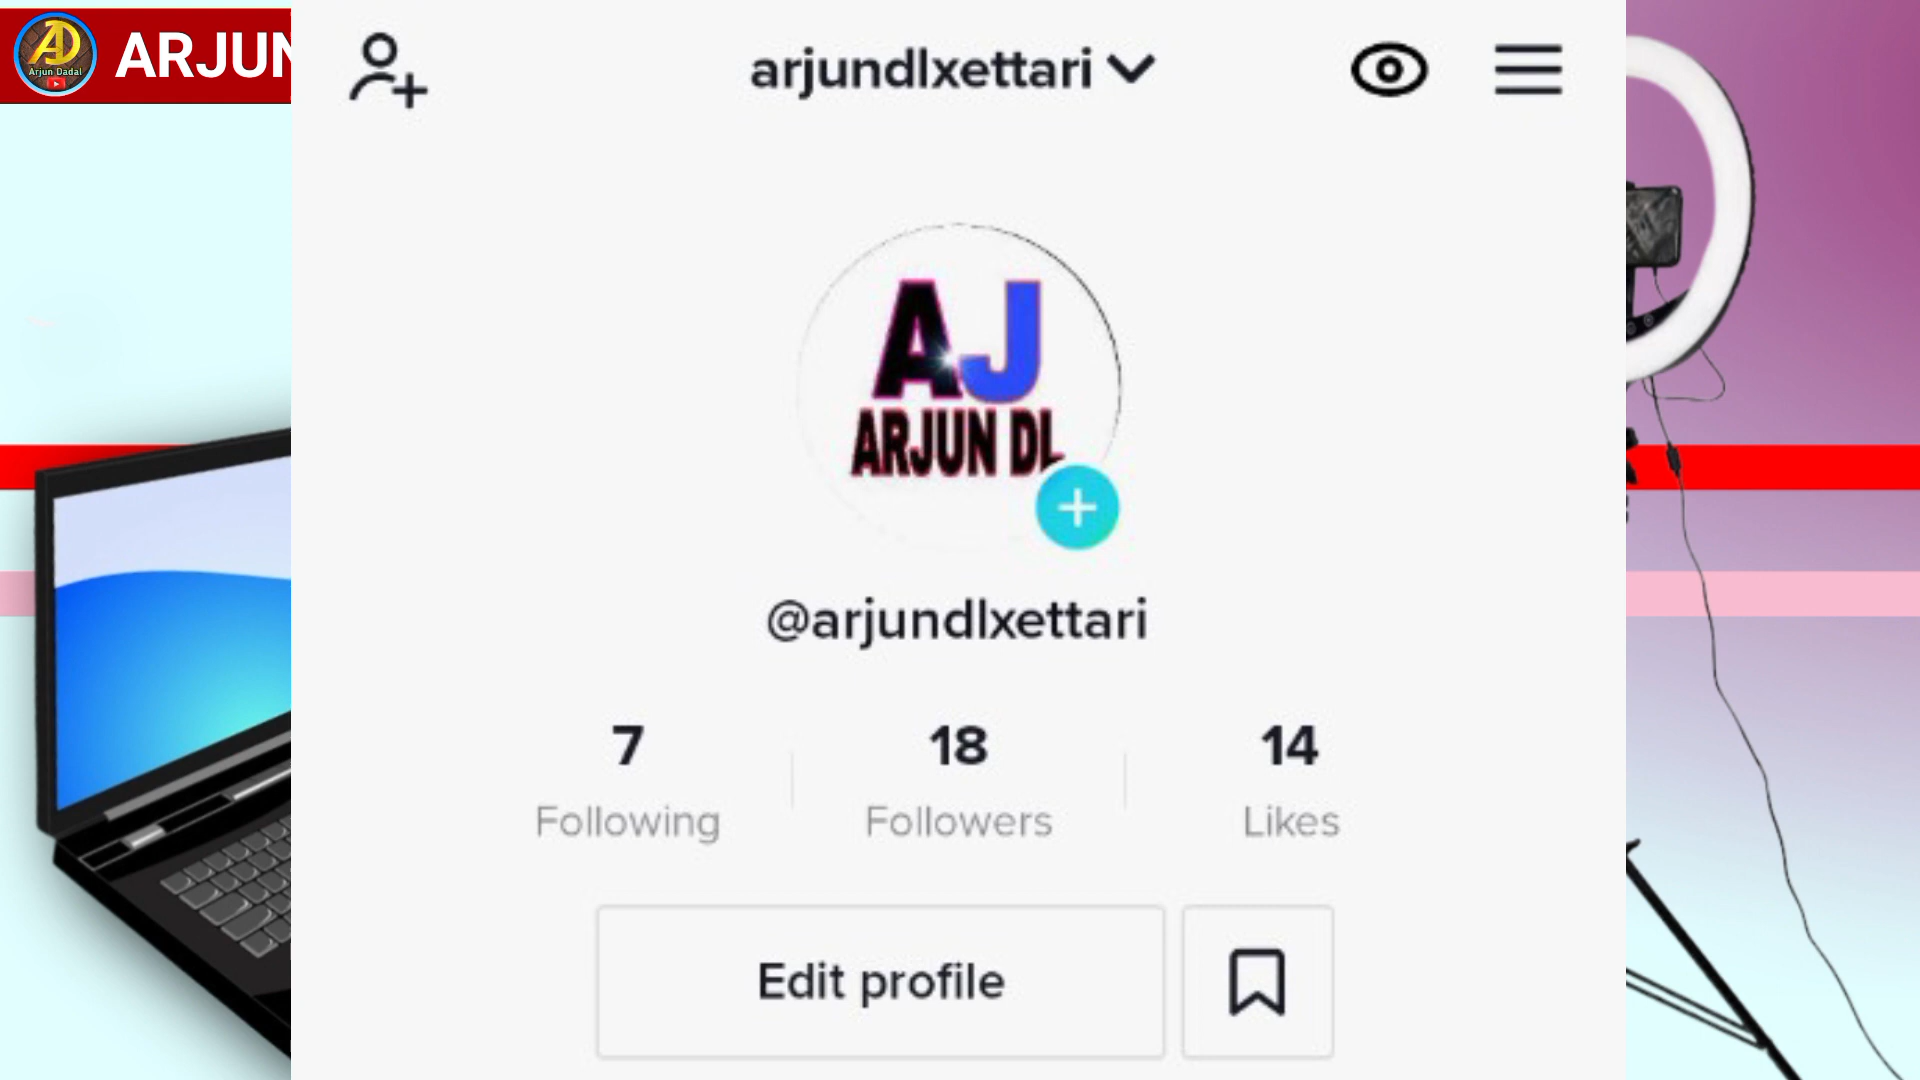 Arjun Dadal
ARJUN
arjundlxettari
AJ
ARJUN DL
@arjundlxettari
7
Following
18
Followers
14
Likes
Edit profile